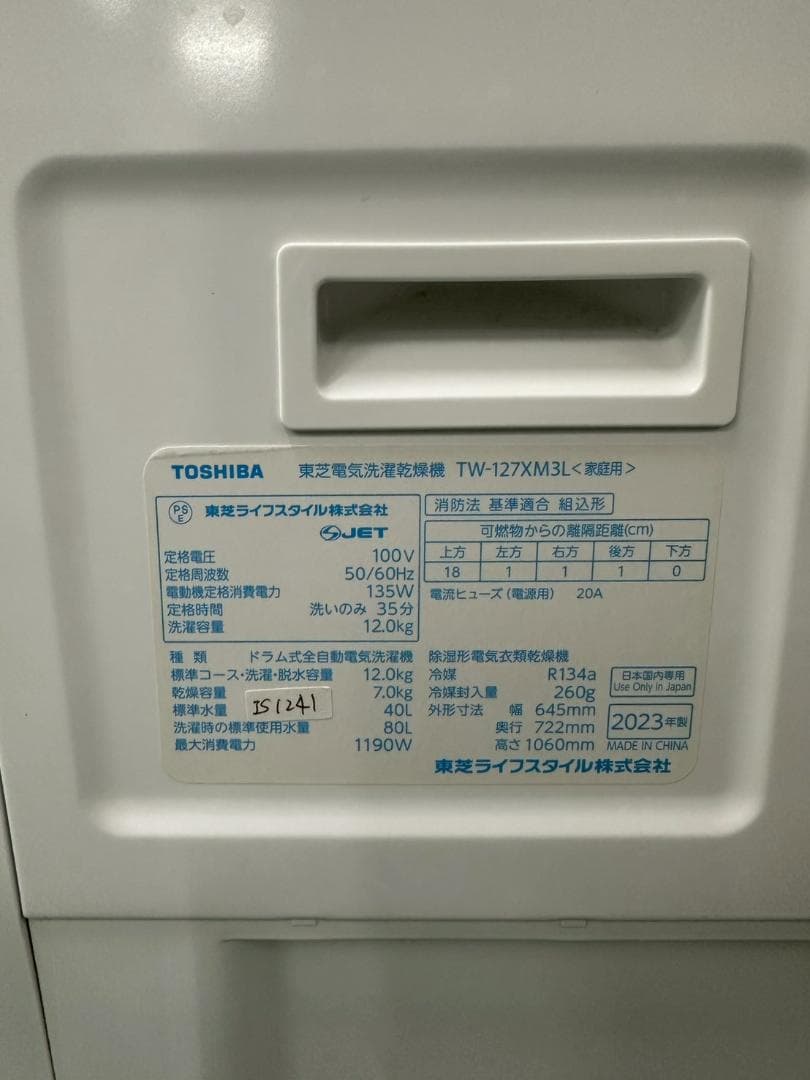 TOSHIBA 東芝電気洗濯乾燥機 TW-127XM3L<家庭用>
PS E 東芝ライフスタイル株式会社
SJET
定格電圧 100V
定格周波数 50/60Hz
電動機定格消費電力 135W
定格時間 洗いのみ 35分
洗濯容量 12.0kg
消防法 基準適合 組込形
可燃物からの離隔距離(cm)
上方 左方 右方 後方 下方
18 1 1 1 0
電流ヒューズ(電源用) 20A
種類 ドラム式全自動電気洗濯機
標準コース・洗濯・脱水容量 12.0kg
乾燥容量 7.0kg
標準水量 40L
洗濯時の標準使用水量 80L
最大消費電力 1190W
IS1241
除湿形電気衣類乾燥機
冷媒 R134a
冷媒封入量 260g
外形寸法 幅 645mm
奥行 722mm
高さ 1060mm
日本国内専用
Use Only in Japan
2023年製
MADE IN CHINA
東芝ライフスタイル株式会社